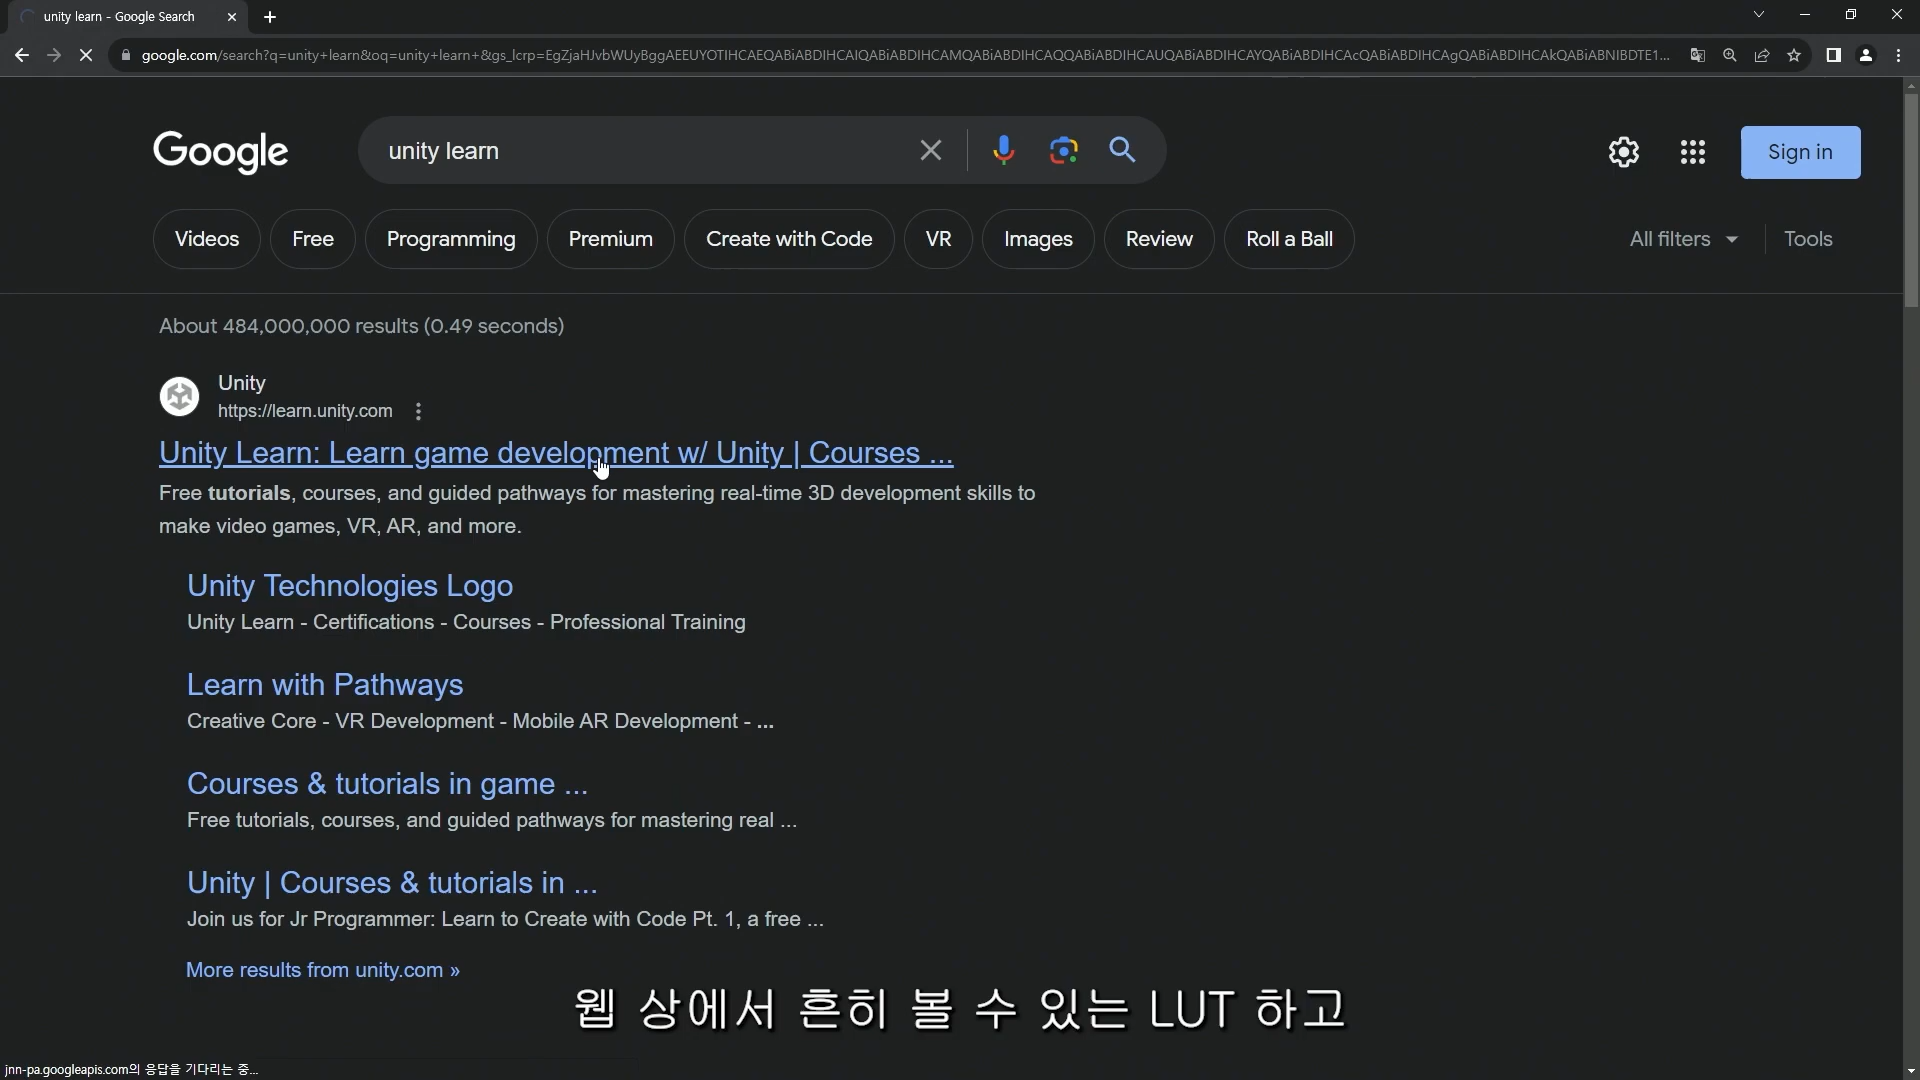 unity learn - Google Search
google.com/search?q=unity+learn&oq=unity+learn+&gs_lcrp=EgZjaHJvbWUyBggAEEUYOTIHCAEQABiABDIHCAIQABiABDIHCAMQABiABDIHCAQQABiABDIHCAUQABiABDIHCAYQABiABDIHCAcQABiABDIHCAgQABiABDIHCAkQABiABNIBDTE1...
Google
unity learn
Sign in
Videos Free Programming Premium Create with Code VR Images Review Roll a Ball All filters Tools
About 484,000,000 results (0.49 seconds)
Unity
https://learn.unity.com
Unity Learn: Learn game development w/ Unity | Courses ...
Free tutorials, courses, and guided pathways for mastering real-time 3D development skills to
make video games, VR, AR, and more.
Unity Technologies Logo
Unity Learn - Certifications - Courses - Professional Training
Learn with Pathways
Creative Core - VR Development - Mobile AR Development - ...
Courses & tutorials in game ...
Free tutorials, courses, and guided pathways for mastering real ...
Unity | Courses & tutorials in ...
Join us for Jr Programmer: Learn to Create with Code Pt. 1, a free ...
More results from unity.com »
웹 상에서 흔히 볼 수 있는 LUT 하고
jnn-pa.googleapis.com의 응답을 기다리는 중...